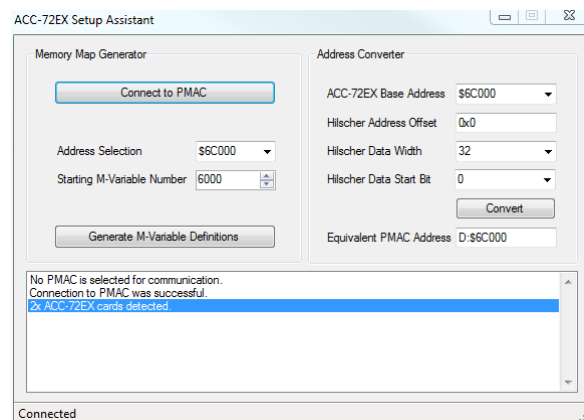 ACC-72EX Setup Assistant
Memory Map Generator
Connect to PMAC
Address Selection $6C000
Starting M-Variable Number 6000
Generate M-Variable Definitions
Address Converter
ACC-72EX Base Address $6C000
Hilscher Address Offset 0x0
Hilscher Data Width 32
Hilscher Data Start Bit 0
Convert
Equivalent PMAC Address D:$6C000
No PMAC is selected for communication.
Connection to PMAC was successful.
2x ACC-72EX cards detected.
Connected